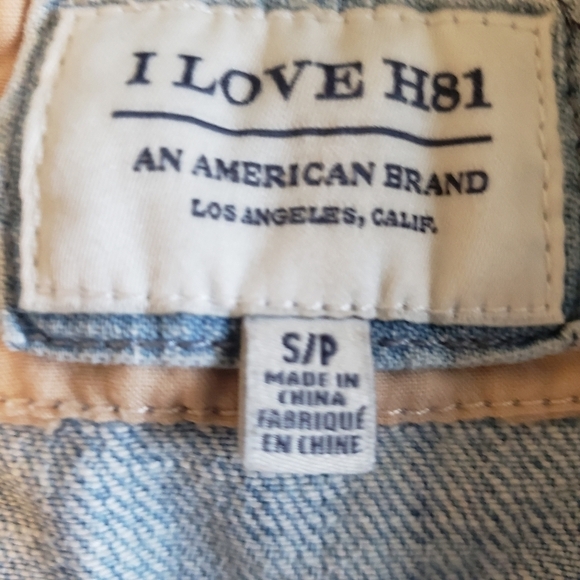 I LOVE H81
AN AMERICAN BRAND
LOS ANGELES, CALIF.
S/P
MADE IN
CHINA
FABRIQUÉ
EN CHINE